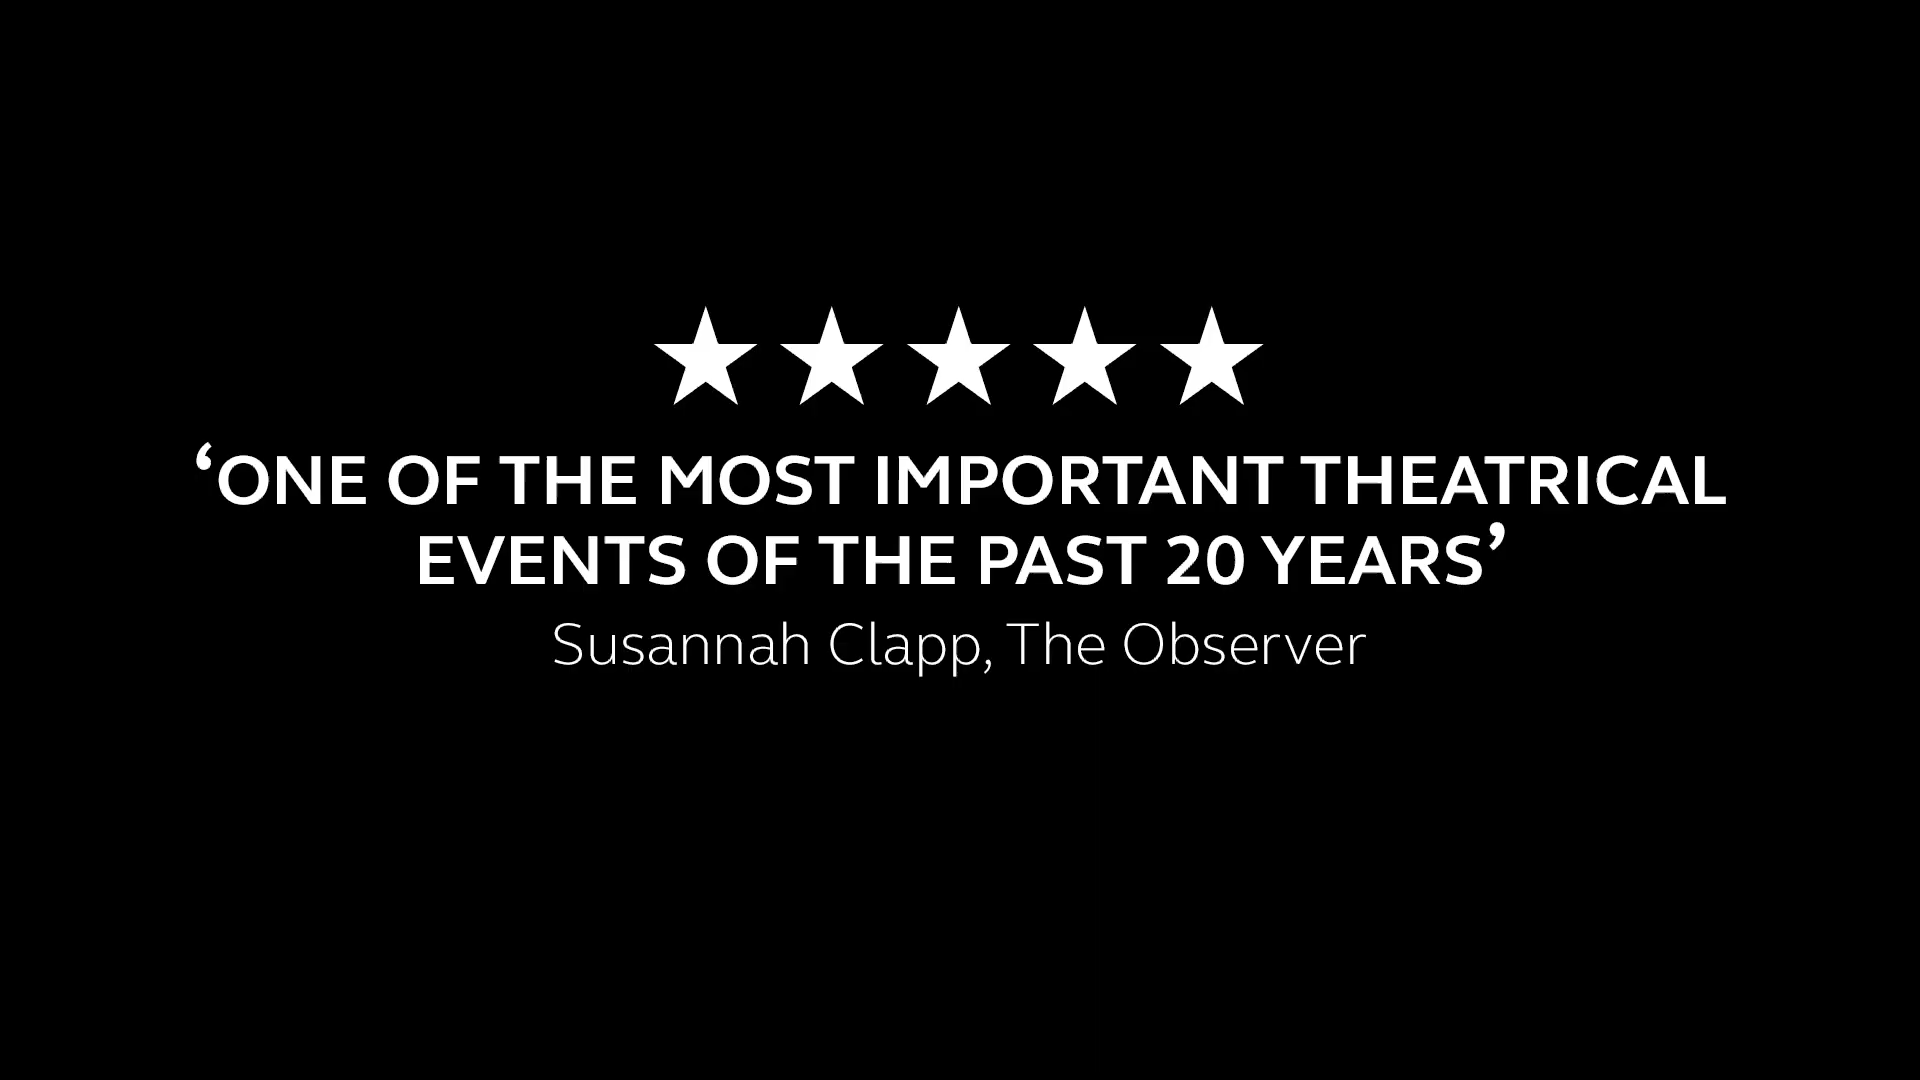 ‘ONE OF THE MOST IMPORTANT THEATRICAL
EVENTS OF THE PAST 20 YEARS’
Susannah Clapp, The Observer